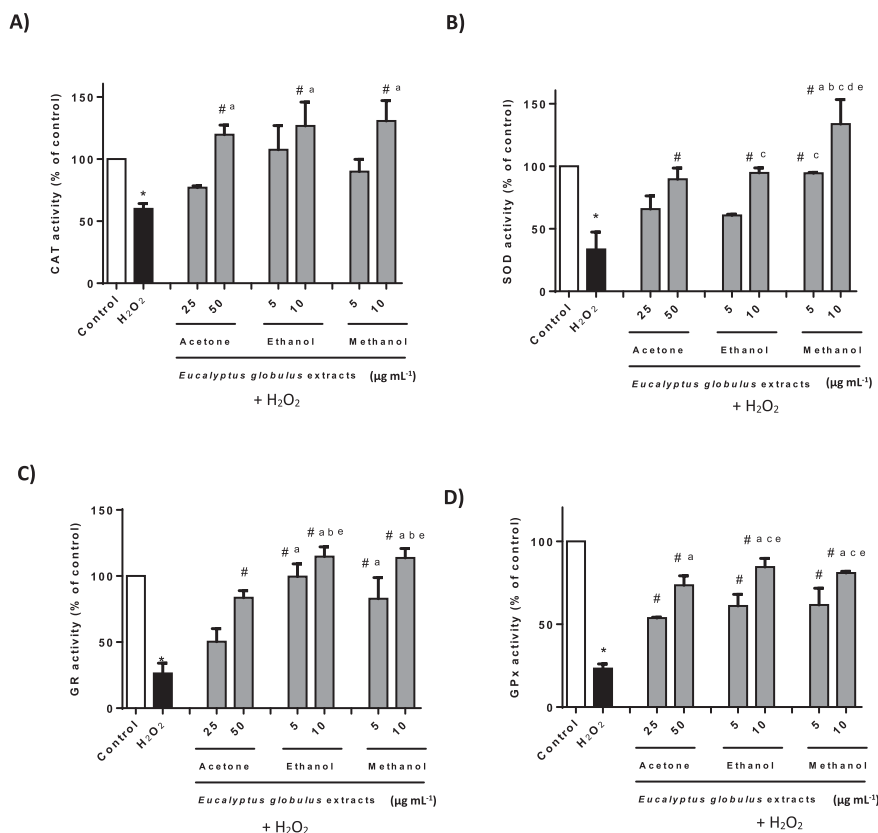 A)
CAT activity (% of control)
150
100
50
0
*
# a
# a
# a
Control
H₂O₂
25
50
5
10
5
10
Acetone
Ethanol
Methanol
Eucalyptus globulus extracts (µg mL⁻¹)
+ H₂O₂
B)
SOD activity (% of control)
150
100
50
0
*
#
# c
# c
# a b c d e
Control
H₂O₂
25
50
5
10
5
10
Acetone
Ethanol
Methanol
Eucalyptus globulus extracts (µg mL⁻¹)
+ H₂O₂
C)
GR activity (% of control)
150
100
50
0
*
#
# a
# a b e
# a
# a b e
Control
H₂O₂
25
50
5
10
5
10
Acetone
Ethanol
Methanol
Eucalyptus globulus extracts (µg mL⁻¹)
+ H₂O₂
D)
GPx activity (% of control)
100
50
0
*
#
# a
#
# a c e
#
# a c e
Control
H₂O₂
25
50
5
10
5
10
Acetone
Ethanol
Methanol
Eucalyptus globulus extracts (µg mL⁻¹)
+ H₂O₂